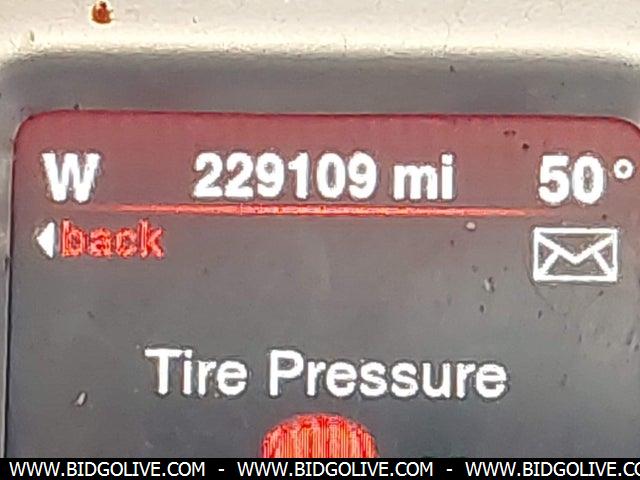 W 229109 mi 50°
back
Tire Pressure
WWW.BIDGOLIVE.COM - WWW.BIDGOLIVE.COM - WWW.BIDGOLIVE.CO